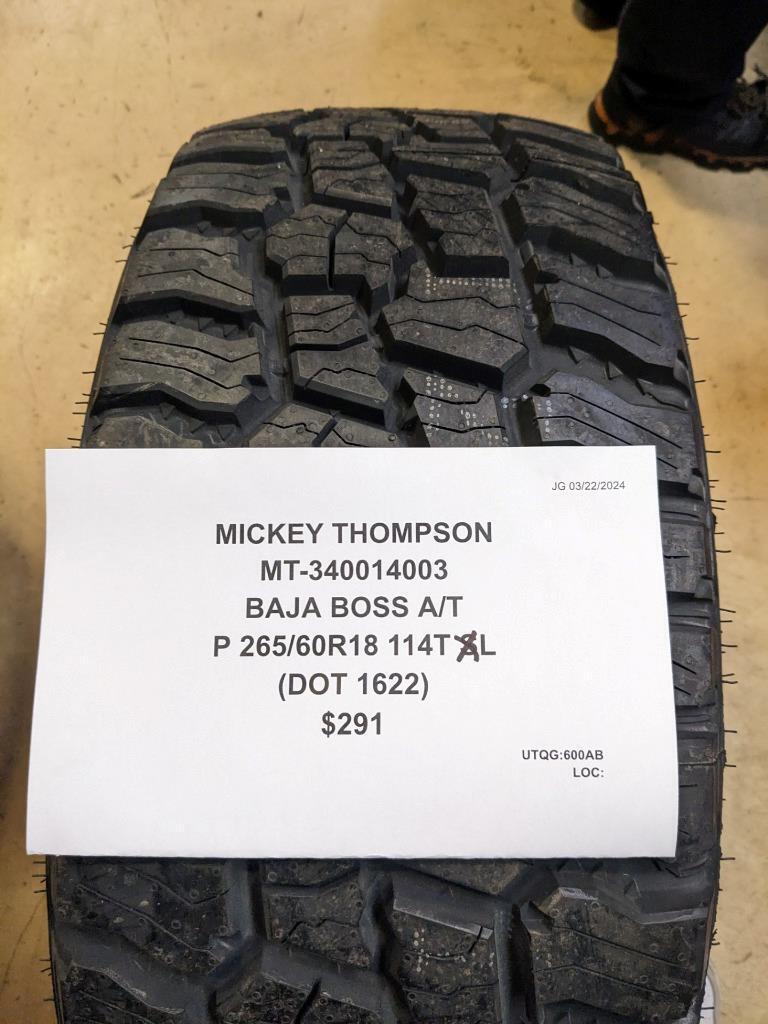 JG 03/22/2024
MICKEY THOMPSON
MT-340014003
BAJA BOSS A/T
P 265/60R18 114T XL
(DOT 1622)
$291
UTQG:600AB
LOC: